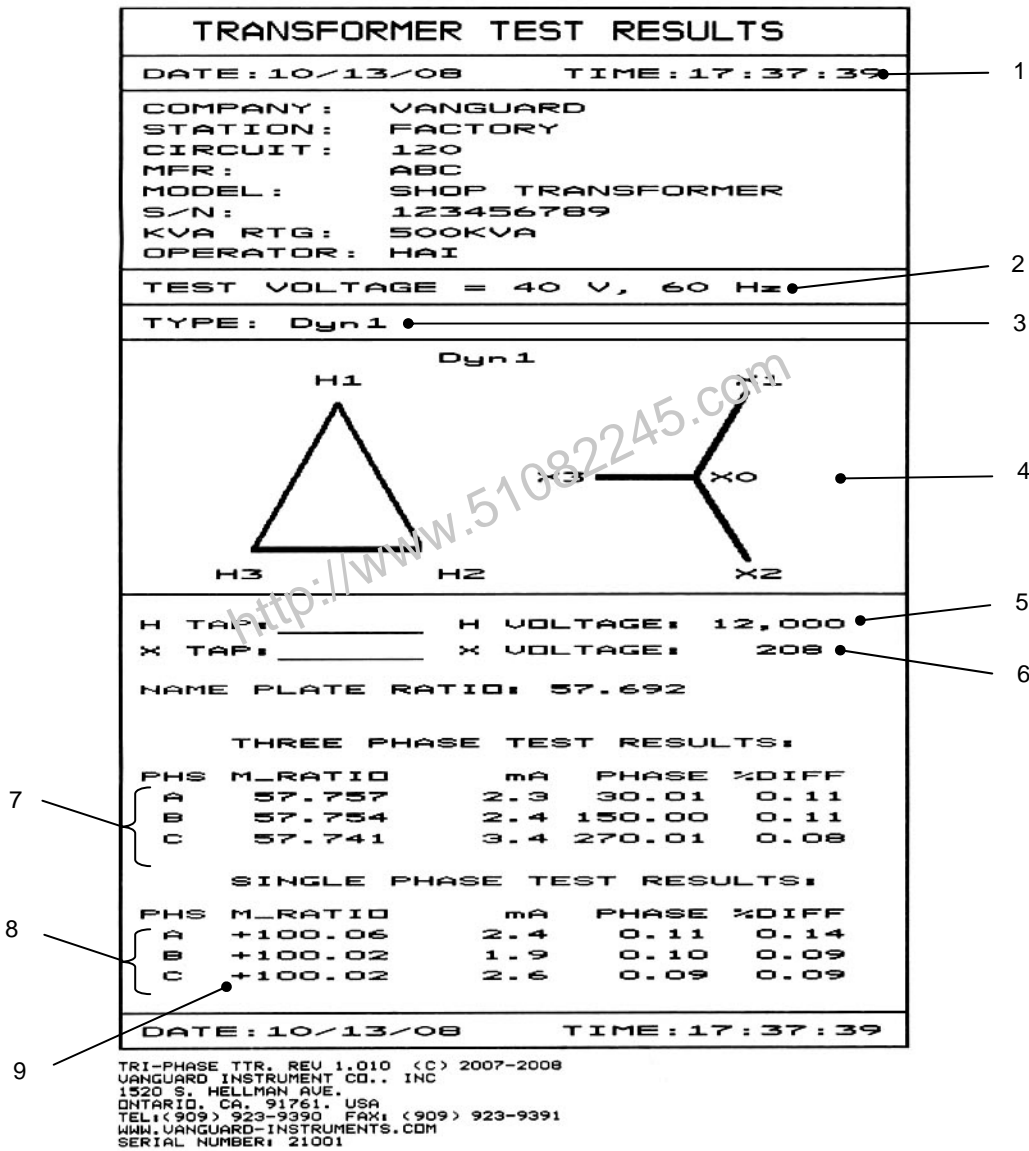 TRANSFORMER TEST RESULTS
DATE:10/13/08 TIME:17:37:39
1
COMPANY: VANGUARD
STATION: FACTORY
CIRCUIT: 120
MFR: ABC
MODEL: SHOP TRANSFORMER
S/N: 123456789
KVA RTG: 500KVA
OPERATOR: HAI
TEST VOLTAGE = 40 V, 60 Hz
2
TYPE: Dyn1
3
Dyn1
H1 X1
X3 X0
4
H3 H2 X2
http://www.51082245.com
H TAP: H VOLTAGE: 12,000
5
X TAP: X VOLTAGE: 208
6
NAME PLATE RATIO: 57.692
THREE PHASE TEST RESULTS:
PHS M_RATIO mA PHASE %DIFF
7
A 57.757 2.3 30.01 0.11
B 57.754 2.4 150.00 0.11
C 57.741 3.4 270.01 0.08
SINGLE PHASE TEST RESULTS:
PHS M_RATIO mA PHASE %DIFF
8
A +100.06 2.4 0.11 0.14
B +100.02 1.9 0.10 0.09
C +100.02 2.6 0.09 0.09
9
DATE:10/13/08 TIME:17:37:39
TRI-PHASE TTR. REV 1.010 (C) 2007-2008
VANGUARD INSTRUMENT CO.. INC
1520 S. HELLMAN AVE.
ONTARIO. CA. 91761. USA
TEL:(909) 923-9390 FAX: (909) 923-9391
WWW.VANGUARD-INSTRUMENTS.COM
SERIAL NUMBER: 21001